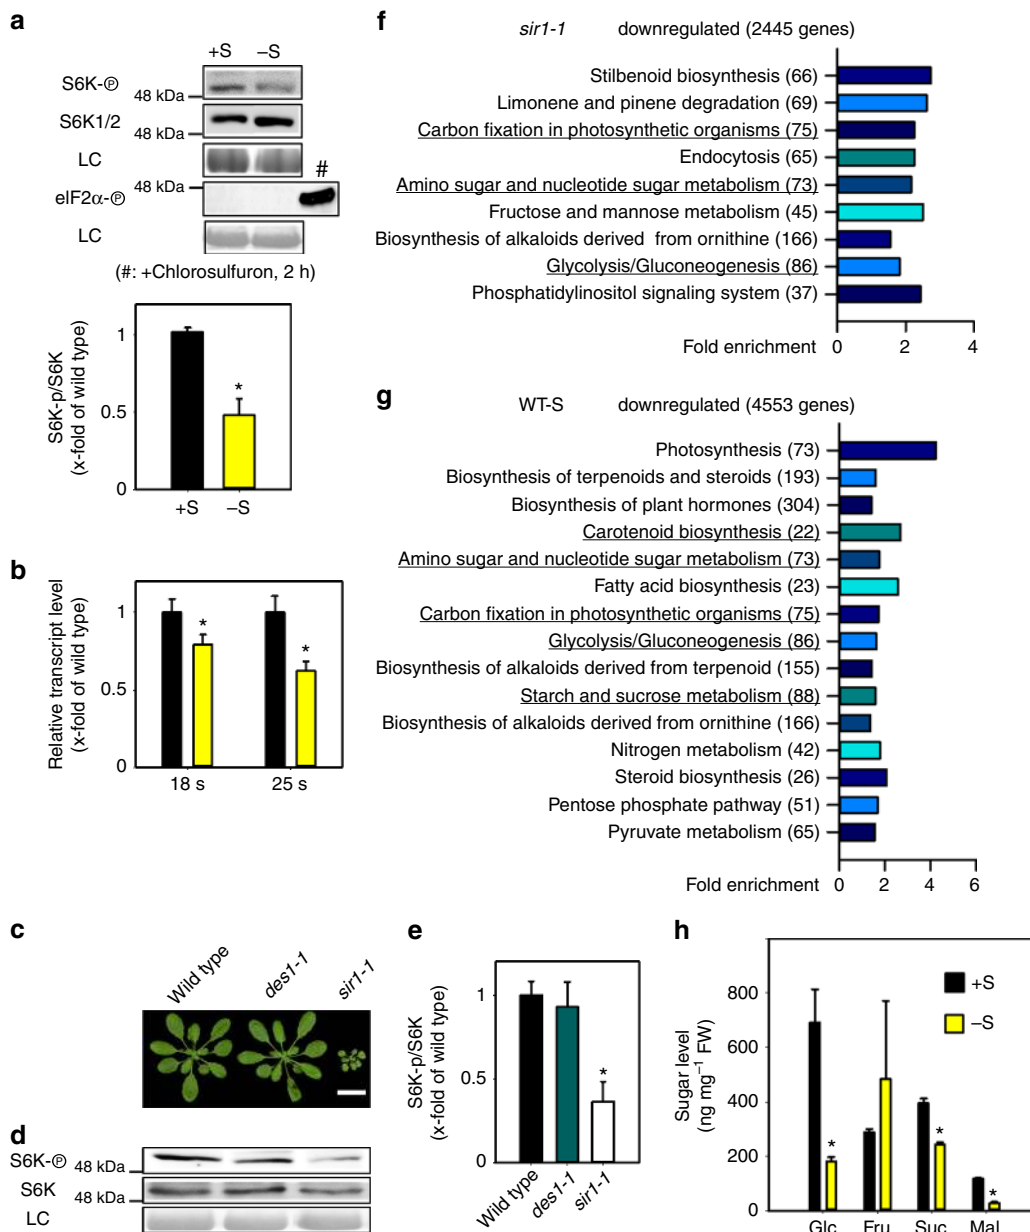 a
+S –S
S6K-℗
48 kDa
S6K1/2
48 kDa
LC
#
48 kDa
eIF2α-℗
LC
(#: +Chlorosulfuron, 2 h)
S6K-p/S6K
(x-fold of wild type)
1
0.5
0
*
+S –S
b
Relative transcript level
(x-fold of wild type)
1
0.5
0
* *
18 s 25 s
c
Wild type
des1-1
sir1-1
d
S6K-℗
48 kDa
S6K
48 kDa
LC
e
S6K-p/S6K
(x-fold of wild type)
1
0.5
0
*
Wild type
des1-1
sir1-1
f
sir1-1 downregulated (2445 genes)
Stilbenoid biosynthesis (66)
Limonene and pinene degradation (69)
Carbon fixation in photosynthetic organisms (75)
Endocytosis (65)
Amino sugar and nucleotide sugar metabolism (73)
Fructose and mannose metabolism (45)
Biosynthesis of alkaloids derived from ornithine (166)
Glycolysis/Gluconeogenesis (86)
Phosphatidylinositol signaling system (37)
Fold enrichment 0 2 4
g
WT-S downregulated (4553 genes)
Photosynthesis (73)
Biosynthesis of terpenoids and steroids (193)
Biosynthesis of plant hormones (304)
Carotenoid biosynthesis (22)
Amino sugar and nucleotide sugar metabolism (73)
Fatty acid biosynthesis (23)
Carbon fixation in photosynthetic organisms (75)
Glycolysis/Gluconeogenesis (86)
Biosynthesis of alkaloids derived from terpenoid (155)
Starch and sucrose metabolism (88)
Biosynthesis of alkaloids derived from ornithine (166)
Nitrogen metabolism (42)
Steroid biosynthesis (26)
Pentose phosphate pathway (51)
Pyruvate metabolism (65)
Fold enrichment 0 2 4 6
h
Sugar level
(ng mg⁻¹ FW)
800
600
400
200
0
+S
–S
* * *
Glc Fru Suc Mal